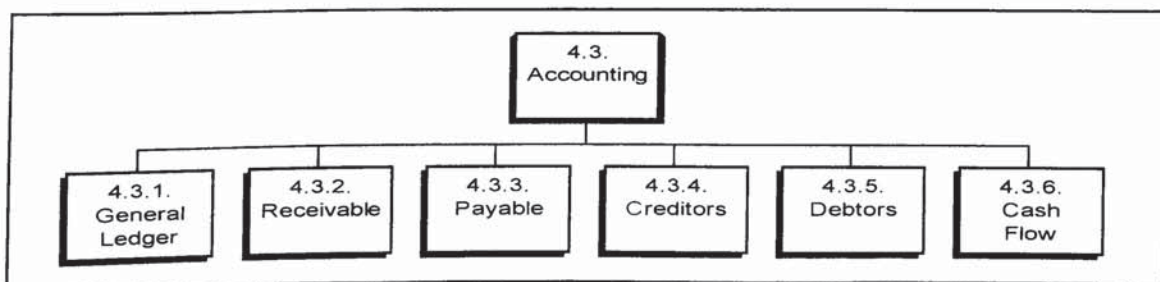 4.3.
Accounting
4.3.1.
General
Ledger
4.3.2.
Receivable
4.3.3.
Payable
4.3.4.
Creditors
4.3.5.
Debtors
4.3.6.
Cash
Flow